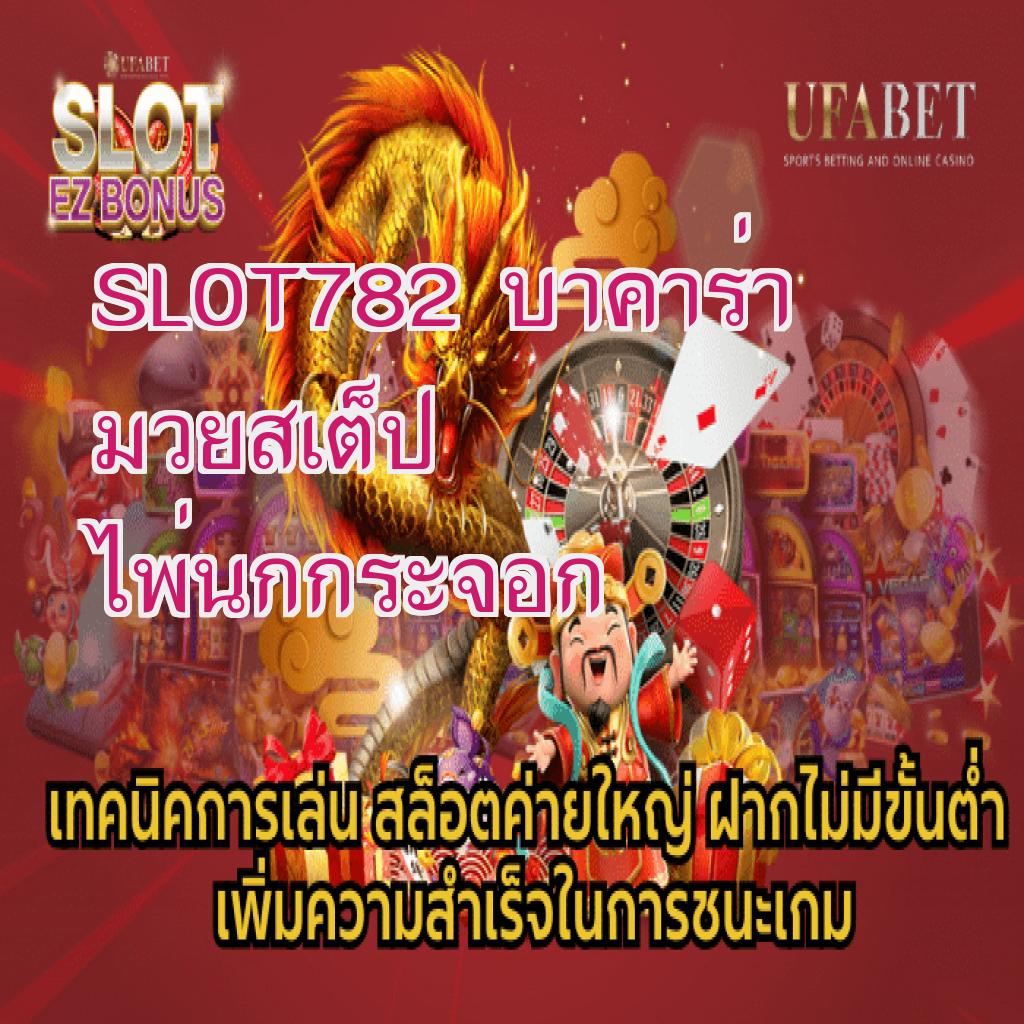 UFABET
SLOT
EZ BONUS
UFABET
SPORTS BETTING AND ONLINE CASINO
SLOT782 บาคาร่า
มวยสเต็ป
ไพ่นกกระจอก
เทคนิคการเล่น สล็อตค่ายใหญ่ ฝากไม่มีขั้นต่ำ
เพิ่มความสำเร็จในการชนะเกม